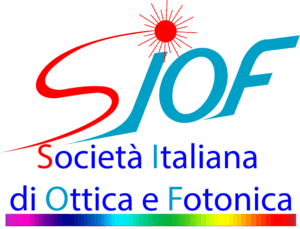 SIOF
Società Italiana
di Ottica e Fotonica